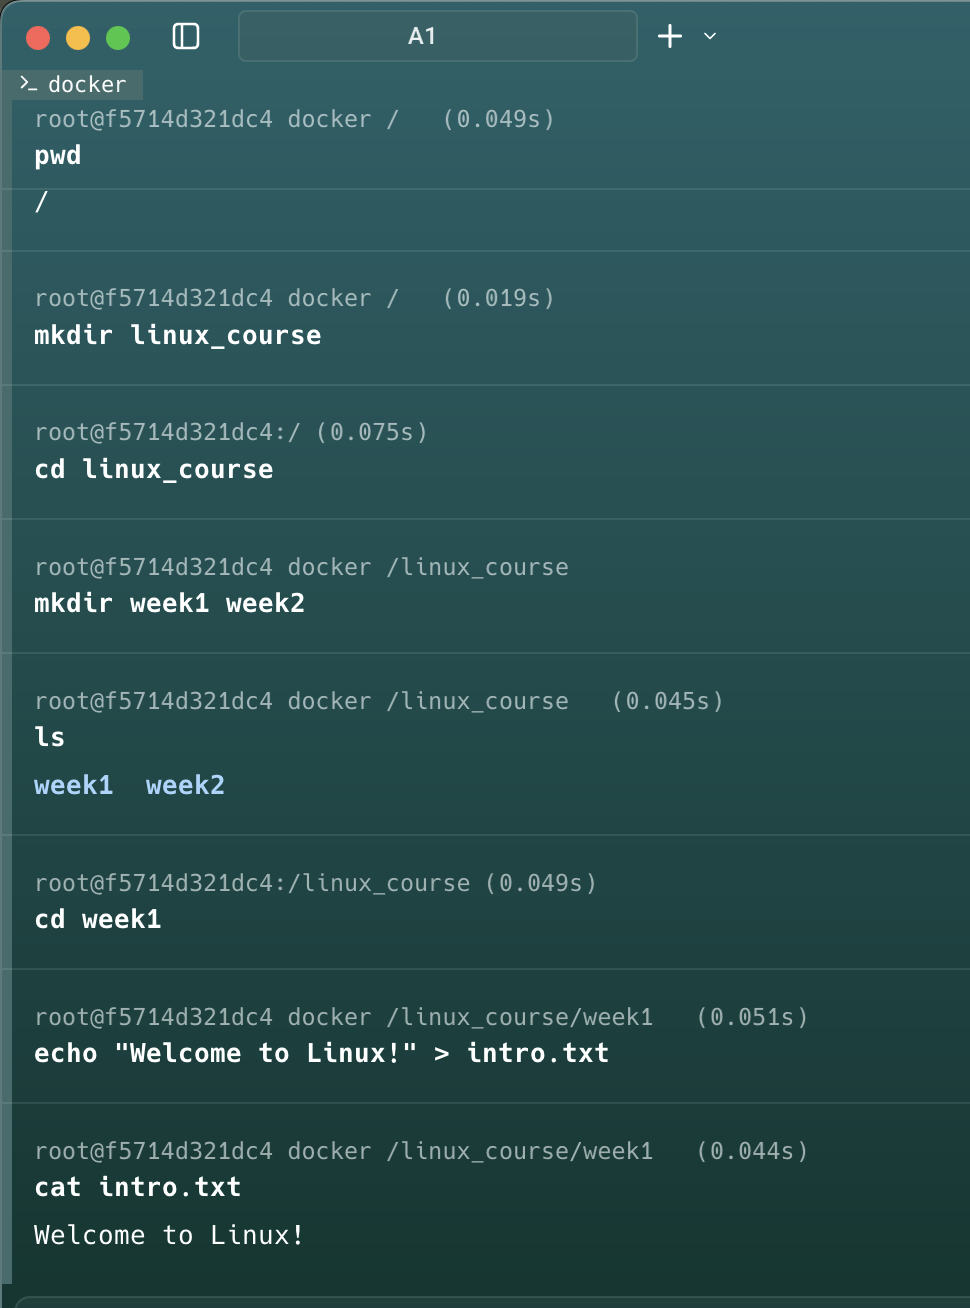 A1
>_ docker
root@f5714d321dc4 docker / (0.049s)
pwd
/
root@f5714d321dc4 docker / (0.019s)
mkdir linux_course
root@f5714d321dc4:/ (0.075s)
cd linux_course
root@f5714d321dc4 docker /linux_course
mkdir week1 week2
root@f5714d321dc4 docker /linux_course (0.045s)
ls
week1 week2
root@f5714d321dc4:/linux_course (0.049s)
cd week1
root@f5714d321dc4 docker /linux_course/week1 (0.051s)
echo "Welcome to Linux!" > intro.txt
root@f5714d321dc4 docker /linux_course/week1 (0.044s)
cat intro.txt
Welcome to Linux!